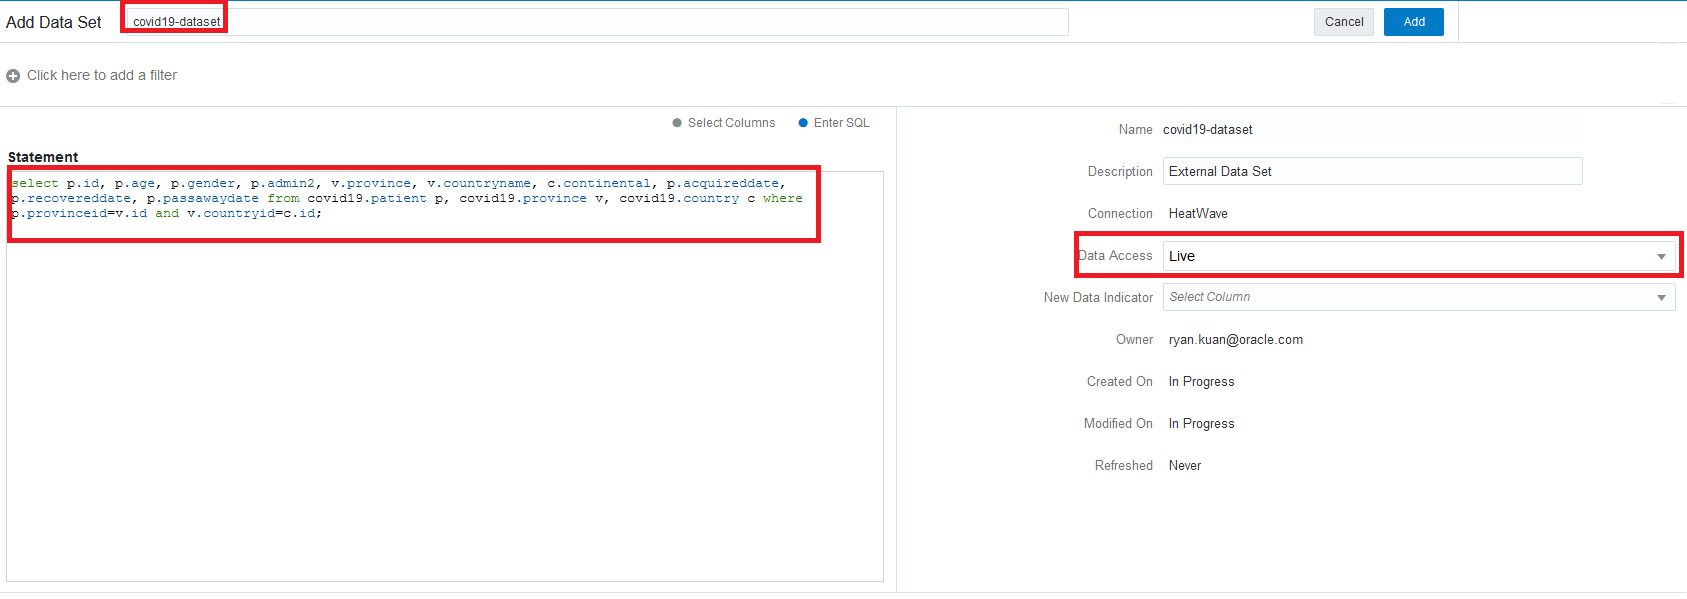 Add Data Set covid19-dataset Cancel Add
Click here to add a filter
Select Columns Enter SQL
Statement
select p.id, p.age, p.gender, p.admin2, v.province, v.countryname, c.continental, p.acquireddate,
p.recovereddate, p.passawaydate from covid19.patient p, covid19.province v, covid19.country c where
p.provinceid=v.id and v.countryid=c.id;
Name covid19-dataset
Description External Data Set
Connection HeatWave
Data Access Live
New Data Indicator Select Column
Owner ryan.kuan@oracle.com
Created On In Progress
Modified On In Progress
Refreshed Never